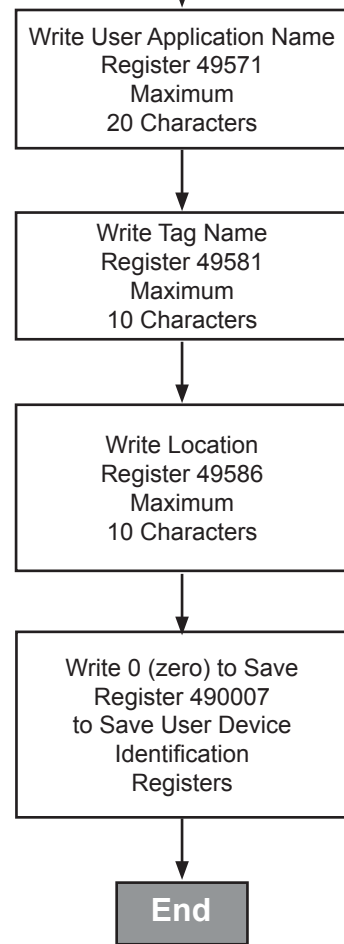 Write User Application Name
Register 49571
Maximum
20 Characters
Write Tag Name
Register 49581
Maximum
10 Characters
Write Location
Register 49586
Maximum
10 Characters
Write 0 (zero) to Save
Register 490007
to Save User Device
Identification
Registers
End